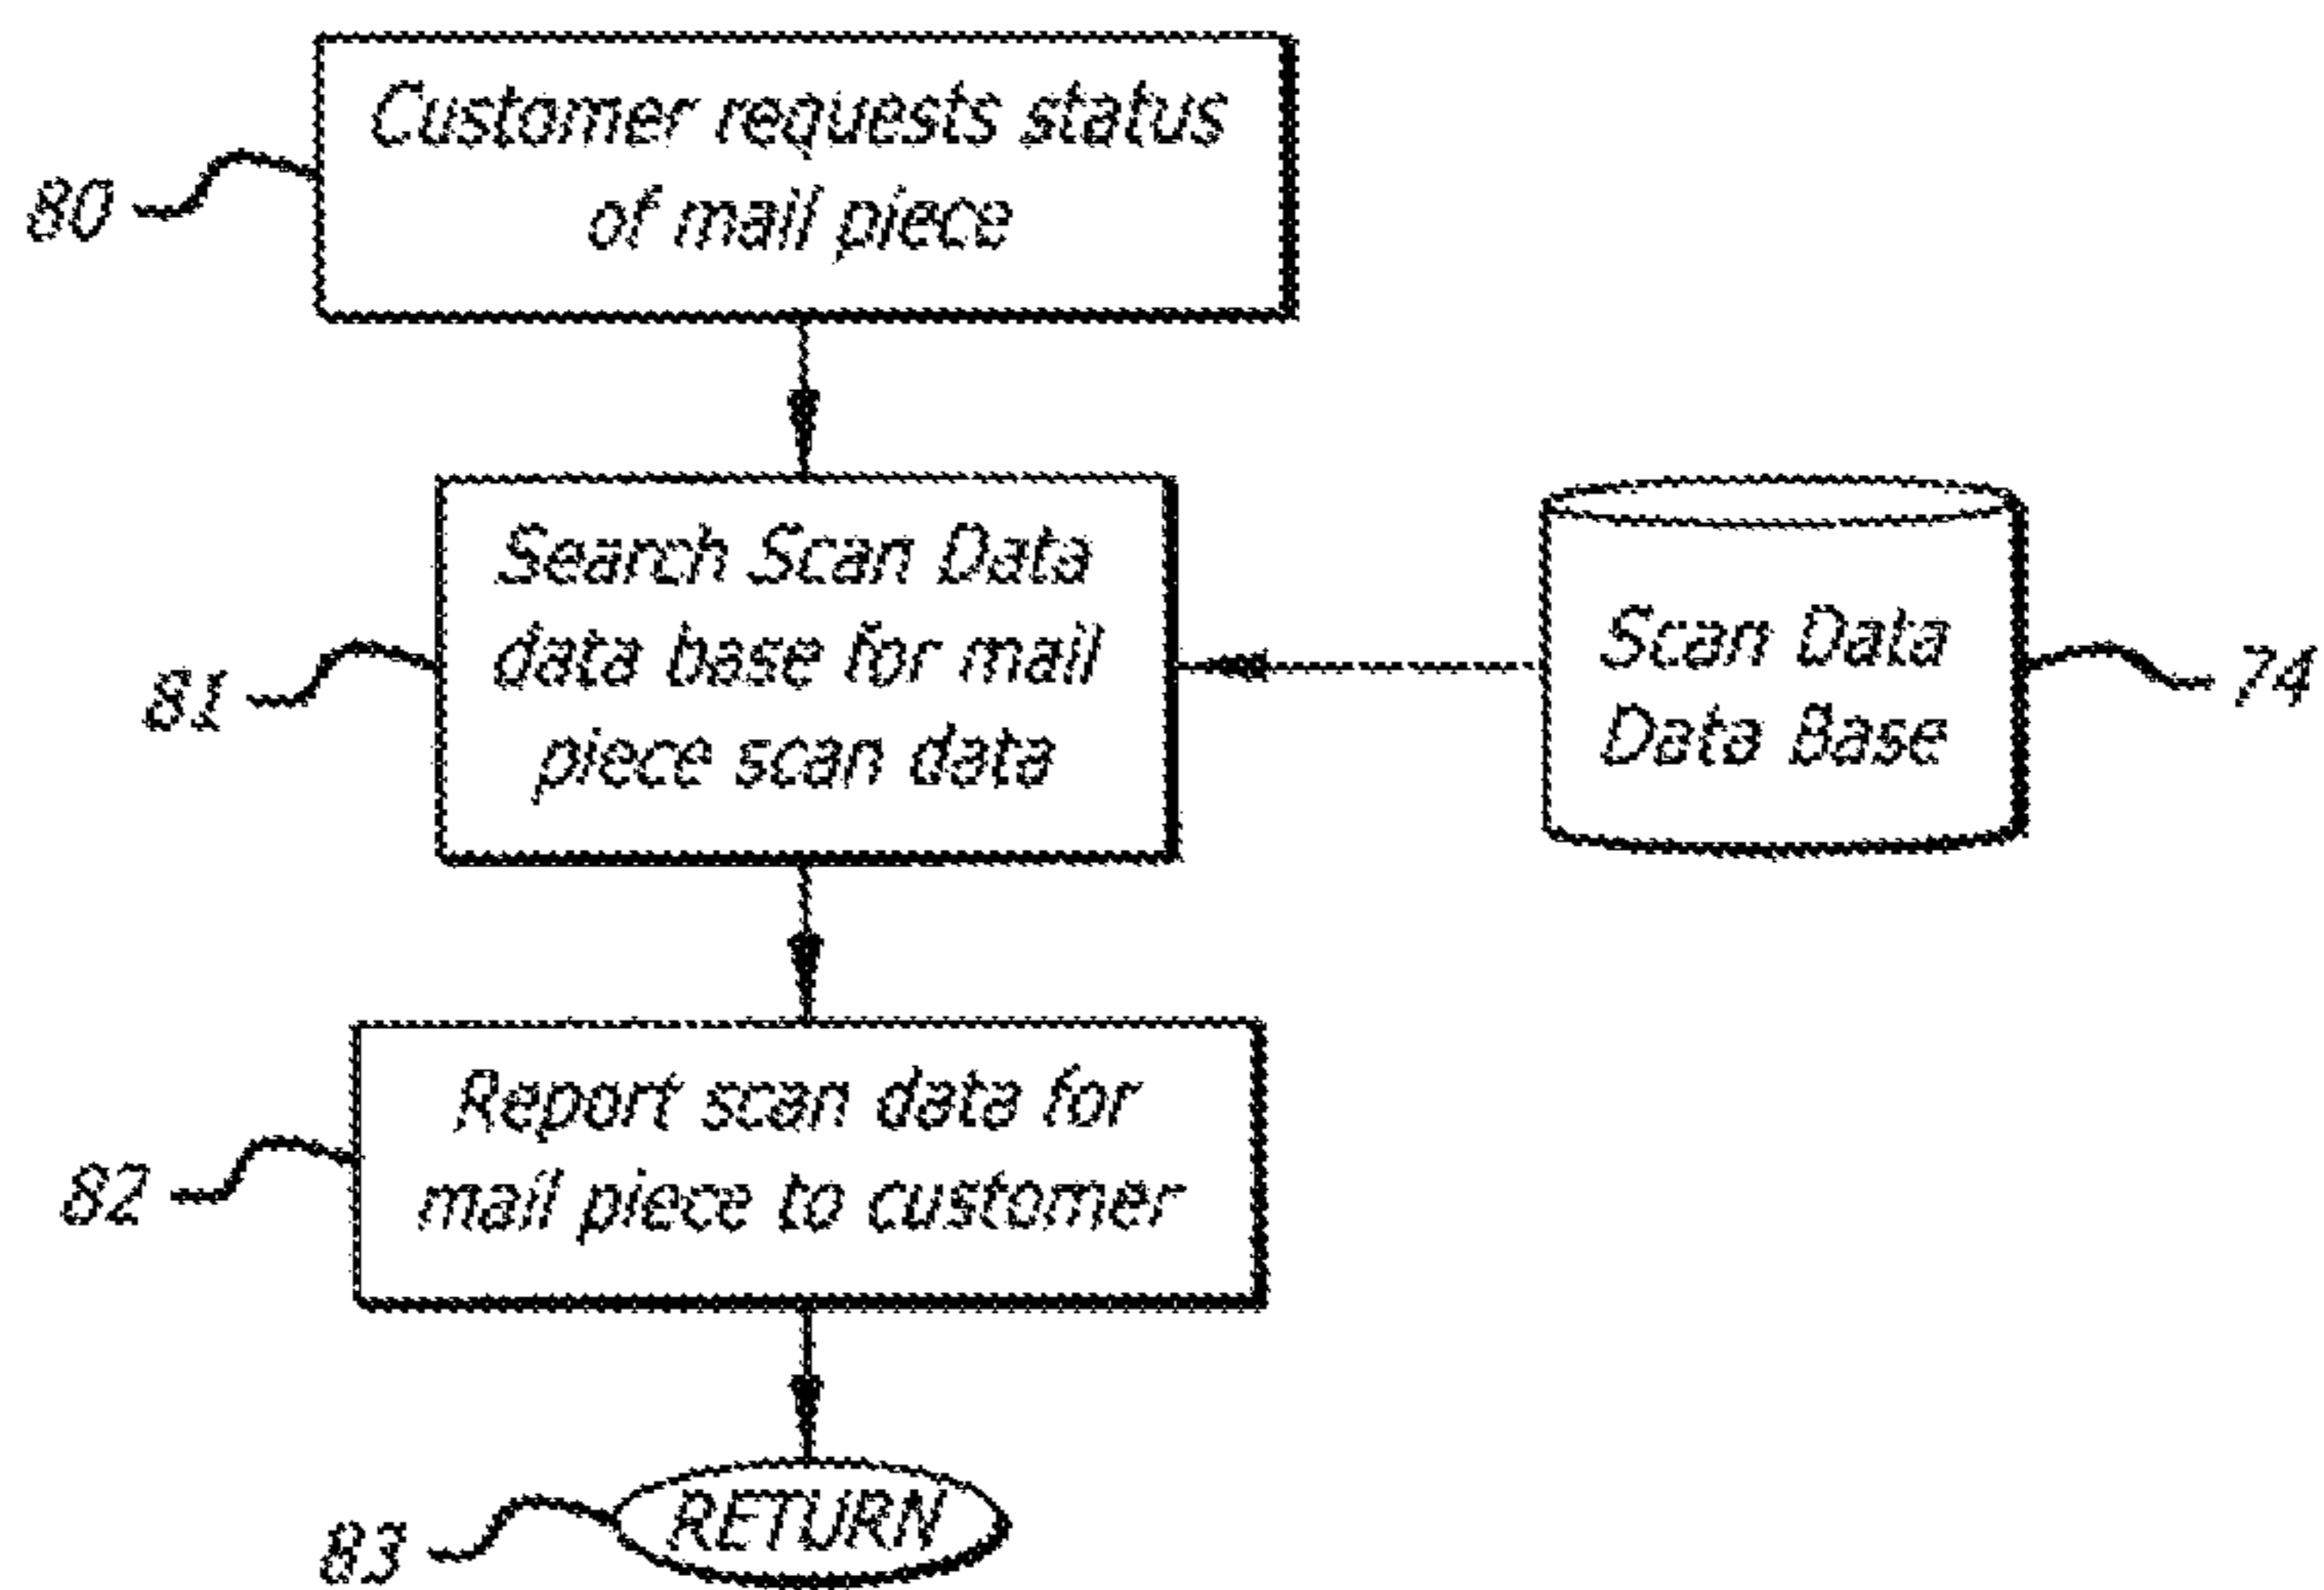 Customer requests status
of mail piece
80
Search Scan Data
data base for mail
piece scan data
81
Scan Data
Data Base
74
Report scan data for
mail piece to customer
82
RETURN
83